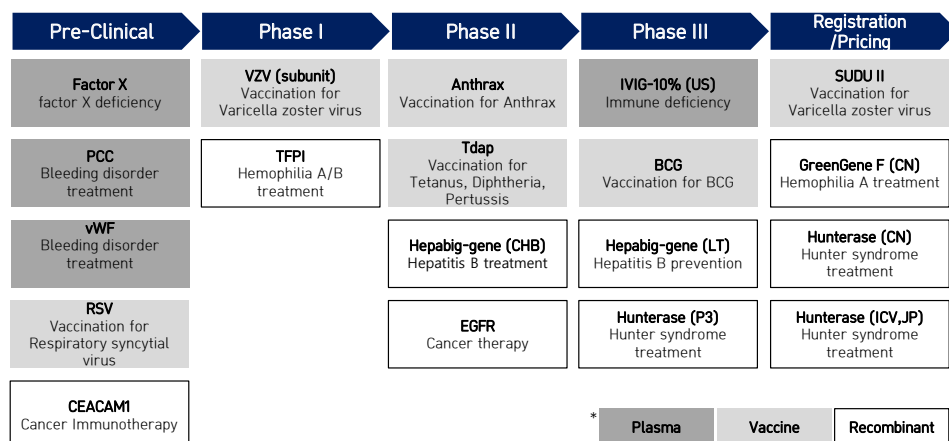 Pre-Clinical
Phase I
Phase II
Phase III
Registration
/Pricing
Factor X
factor X deficiency
VZV (subunit)
Vaccination for
Varicella zoster virus
Anthrax
Vaccination for Anthrax
IVIG-10% (US)
Immune deficiency
SUDU II
Vaccination for
Varicella zoster virus
PCC
Bleeding disorder
treatment
TFPI
Hemophilia A/B
treatment
Tdap
Vaccination for
Tetanus, Diphtheria,
Pertussis
BCG
Vaccination for BCG
GreenGene F (CN)
Hemophilia A treatment
vWF
Bleeding disorder
treatment
Hepabig-gene (CHB)
Hepatitis B treatment
Hepabig-gene (LT)
Hepatitis B prevention
Hunterase (CN)
Hunter syndrome
treatment
RSV
Vaccination for
Respiratory syncytial
virus
EGFR
Cancer therapy
Hunterase (P3)
Hunter syndrome
treatment
Hunterase (ICV,JP)
Hunter syndrome
treatment
CEACAM1
Cancer Immunotherapy
* Plasma
Vaccine
Recombinant